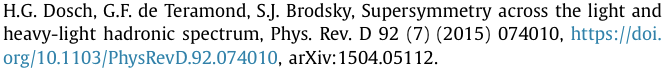 H.G. Dosch, G.F. de Teramond, S.J. Brodsky, Supersymmetry across the light and
heavy-light hadronic spectrum, Phys. Rev. D 92 (7) (2015) 074010, https://doi.
org/10.1103/PhysRevD.92.074010, arXiv:1504.05112.